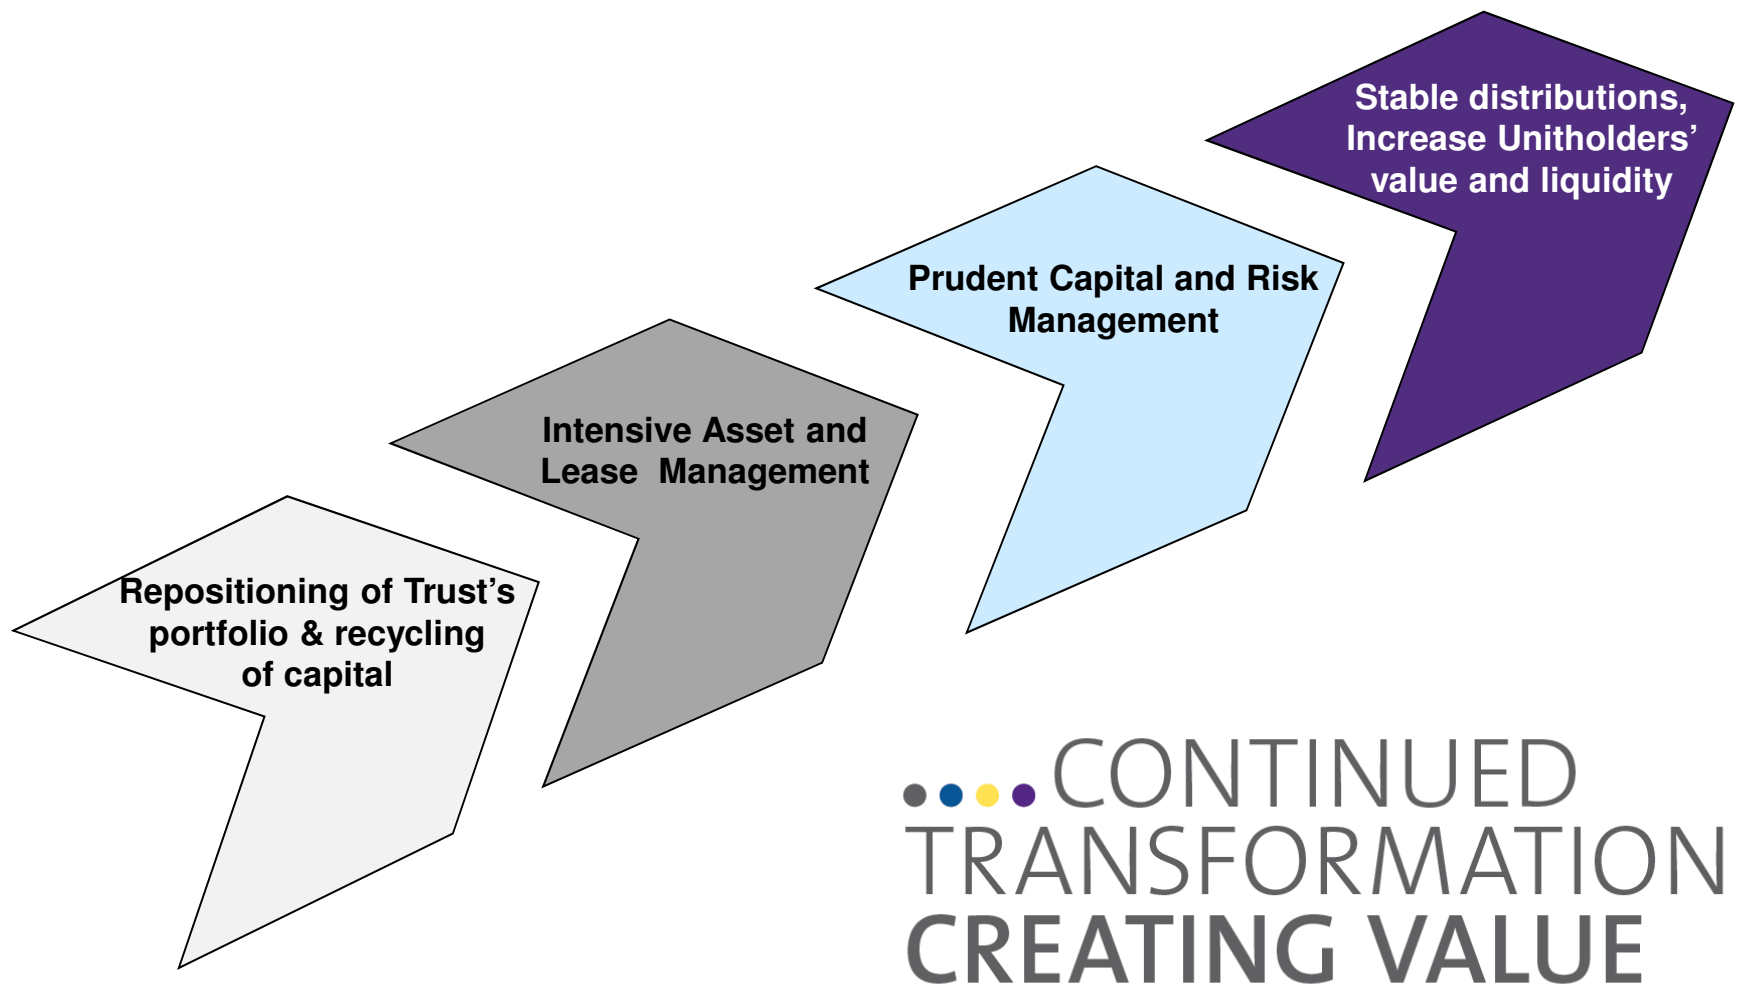 Stable distributions,
Increase Unitholders’
value and liquidity
Prudent Capital and Risk
Management
Intensive Asset and
Lease  Management
Repositioning of Trust’s
portfolio & recycling
of capital
CONTINUED
TRANSFORMATION
CREATING VALUE